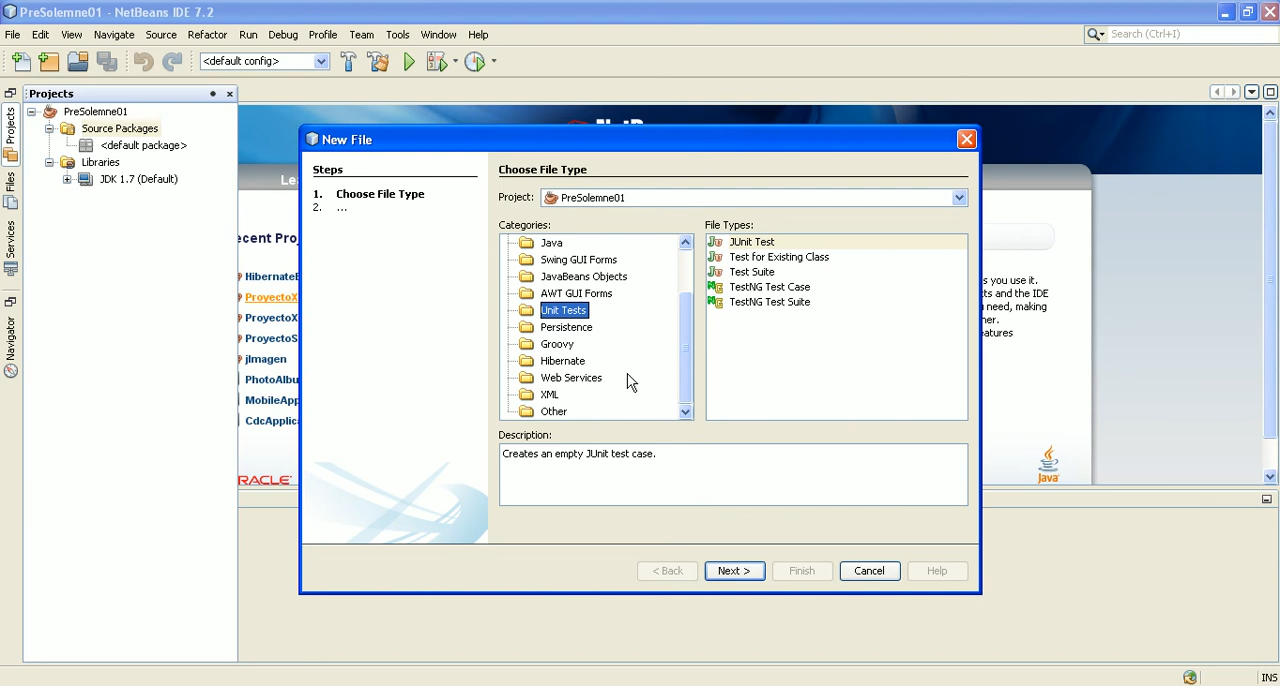 PreSolemne01 - NetBeans IDE 7.2
File Edit View Navigate Source Refactor Run Debug Profile Team Tools Window Help
Search (Ctrl+I)
<default config>
Projects
Projects
Files
Services
Navigator
PreSolemne01
Source Packages
<default package>
Libraries
JDK 1.7 (Default)
New File
Steps
1. Choose File Type
2. ...
Choose File Type
Project: PreSolemne01
Categories:
Java
Swing GUI Forms
JavaBeans Objects
AWT GUI Forms
Unit Tests
Persistence
Groovy
Hibernate
Web Services
XML
Other
File Types:
JUnit Test
Test for Existing Class
Test Suite
TestNG Test Case
TestNG Test Suite
Description:
Creates an empty JUnit test case.
< Back Next > Finish Cancel Help
Le
ecent Proj
HibernateE
ProyectoX
ProyectoX
ProyectoS
jImagen
PhotoAlbu
MobileApp
CdcApplic
RACLE
s you use it.
ts and the IDE
need, making
ner.
eatures
Java
INS